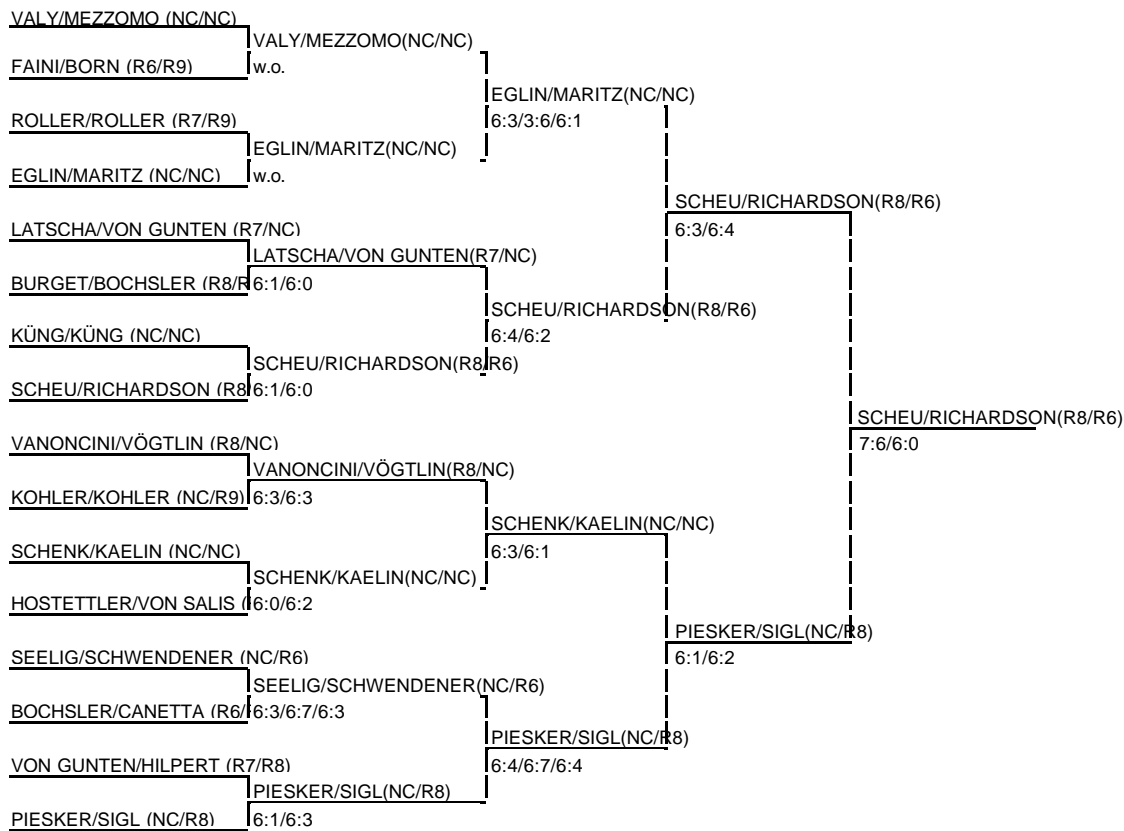 VALY/MEZZOMO (NC/NC)
VALY/MEZZOMO(NC/NC)
FAINI/BORN (R6/R9)
w.o.
EGLIN/MARITZ(NC/NC)
ROLLER/ROLLER (R7/R9)
6:3/3:6/6:1
EGLIN/MARITZ(NC/NC)
EGLIN/MARITZ (NC/NC)
w.o.
SCHEU/RICHARDSON(R8/R6)
LATSCHA/VON GUNTEN (R7/NC)
6:3/6:4
LATSCHA/VON GUNTEN(R7/NC)
BURGET/BOCHSLER (R8/R
6:1/6:0
SCHEU/RICHARDSON(R8/R6)
KÜNG/KÜNG (NC/NC)
6:4/6:2
SCHEU/RICHARDSON(R8/R6)
SCHEU/RICHARDSON (R8
6:1/6:0
SCHEU/RICHARDSON(R8/R6)
VANONCINI/VÖGTLIN (R8/NC)
7:6/6:0
VANONCINI/VÖGTLIN(R8/NC)
KOHLER/KOHLER (NC/R9)
6:3/6:3
SCHENK/KAELIN(NC/NC)
SCHENK/KAELIN (NC/NC)
6:3/6:1
SCHENK/KAELIN(NC/NC)
HOSTETTLER/VON SALIS (
6:0/6:2
PIESKER/SIGL(NC/R8)
SEELIG/SCHWENDENER (NC/R6)
6:1/6:2
SEELIG/SCHWENDENER(NC/R6)
BOCHSLER/CANETTA (R6/
6:3/6:7/6:3
PIESKER/SIGL(NC/R8)
VON GUNTEN/HILPERT (R7/R8)
6:4/6:7/6:4
PIESKER/SIGL(NC/R8)
PIESKER/SIGL (NC/R8)
6:1/6:3